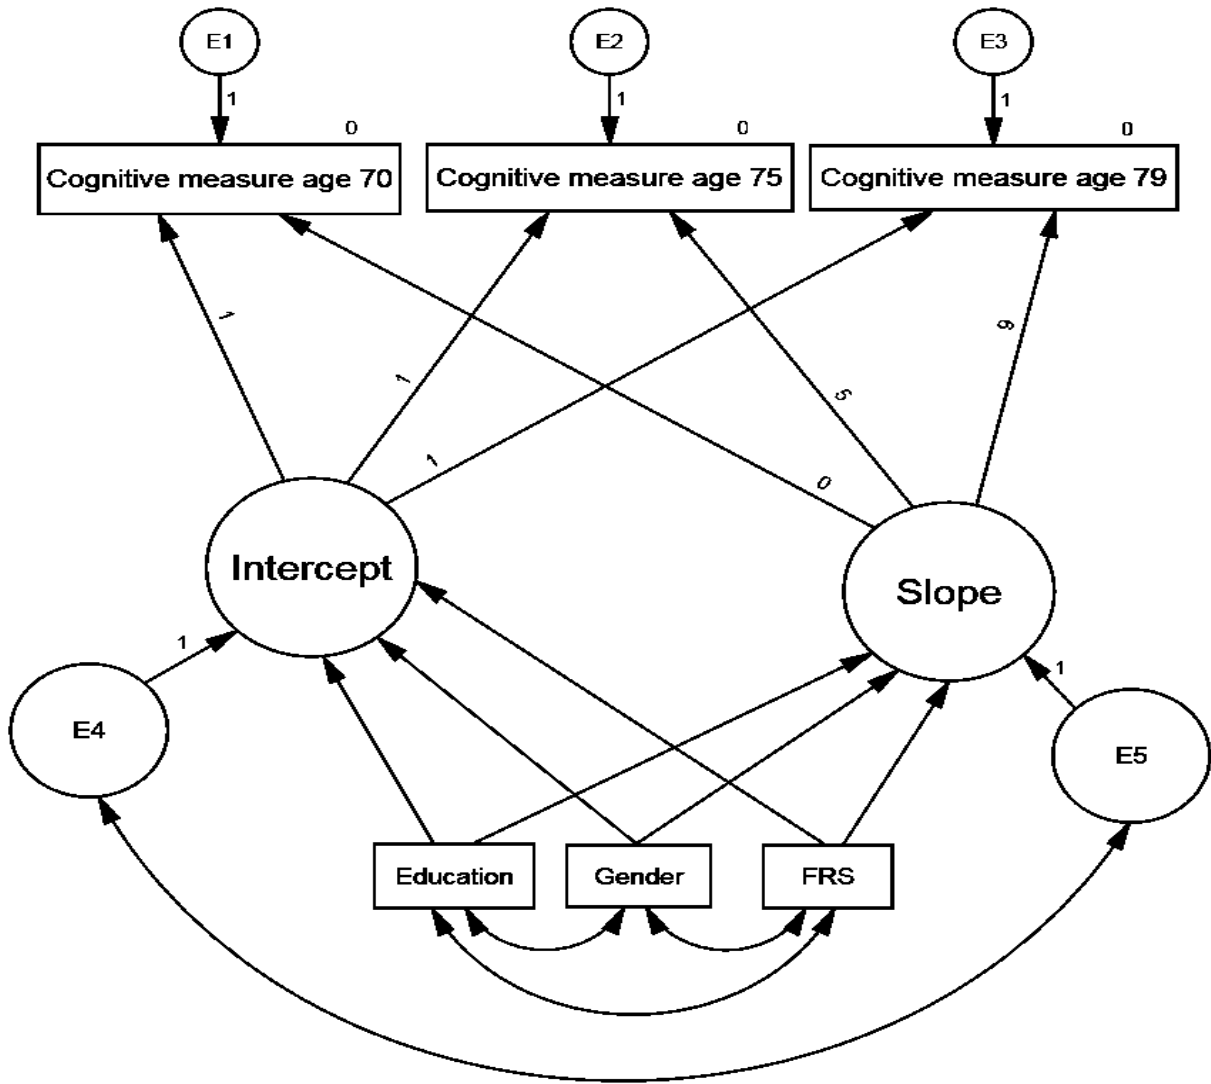 E1
E2
E3
1
1
1
0
0
0
Cognitive measure age 70
Cognitive measure age 75
Cognitive measure age 79
1
1
1
0
5
9
Intercept
Slope
1
1
E4
E5
Education
Gender
FRS